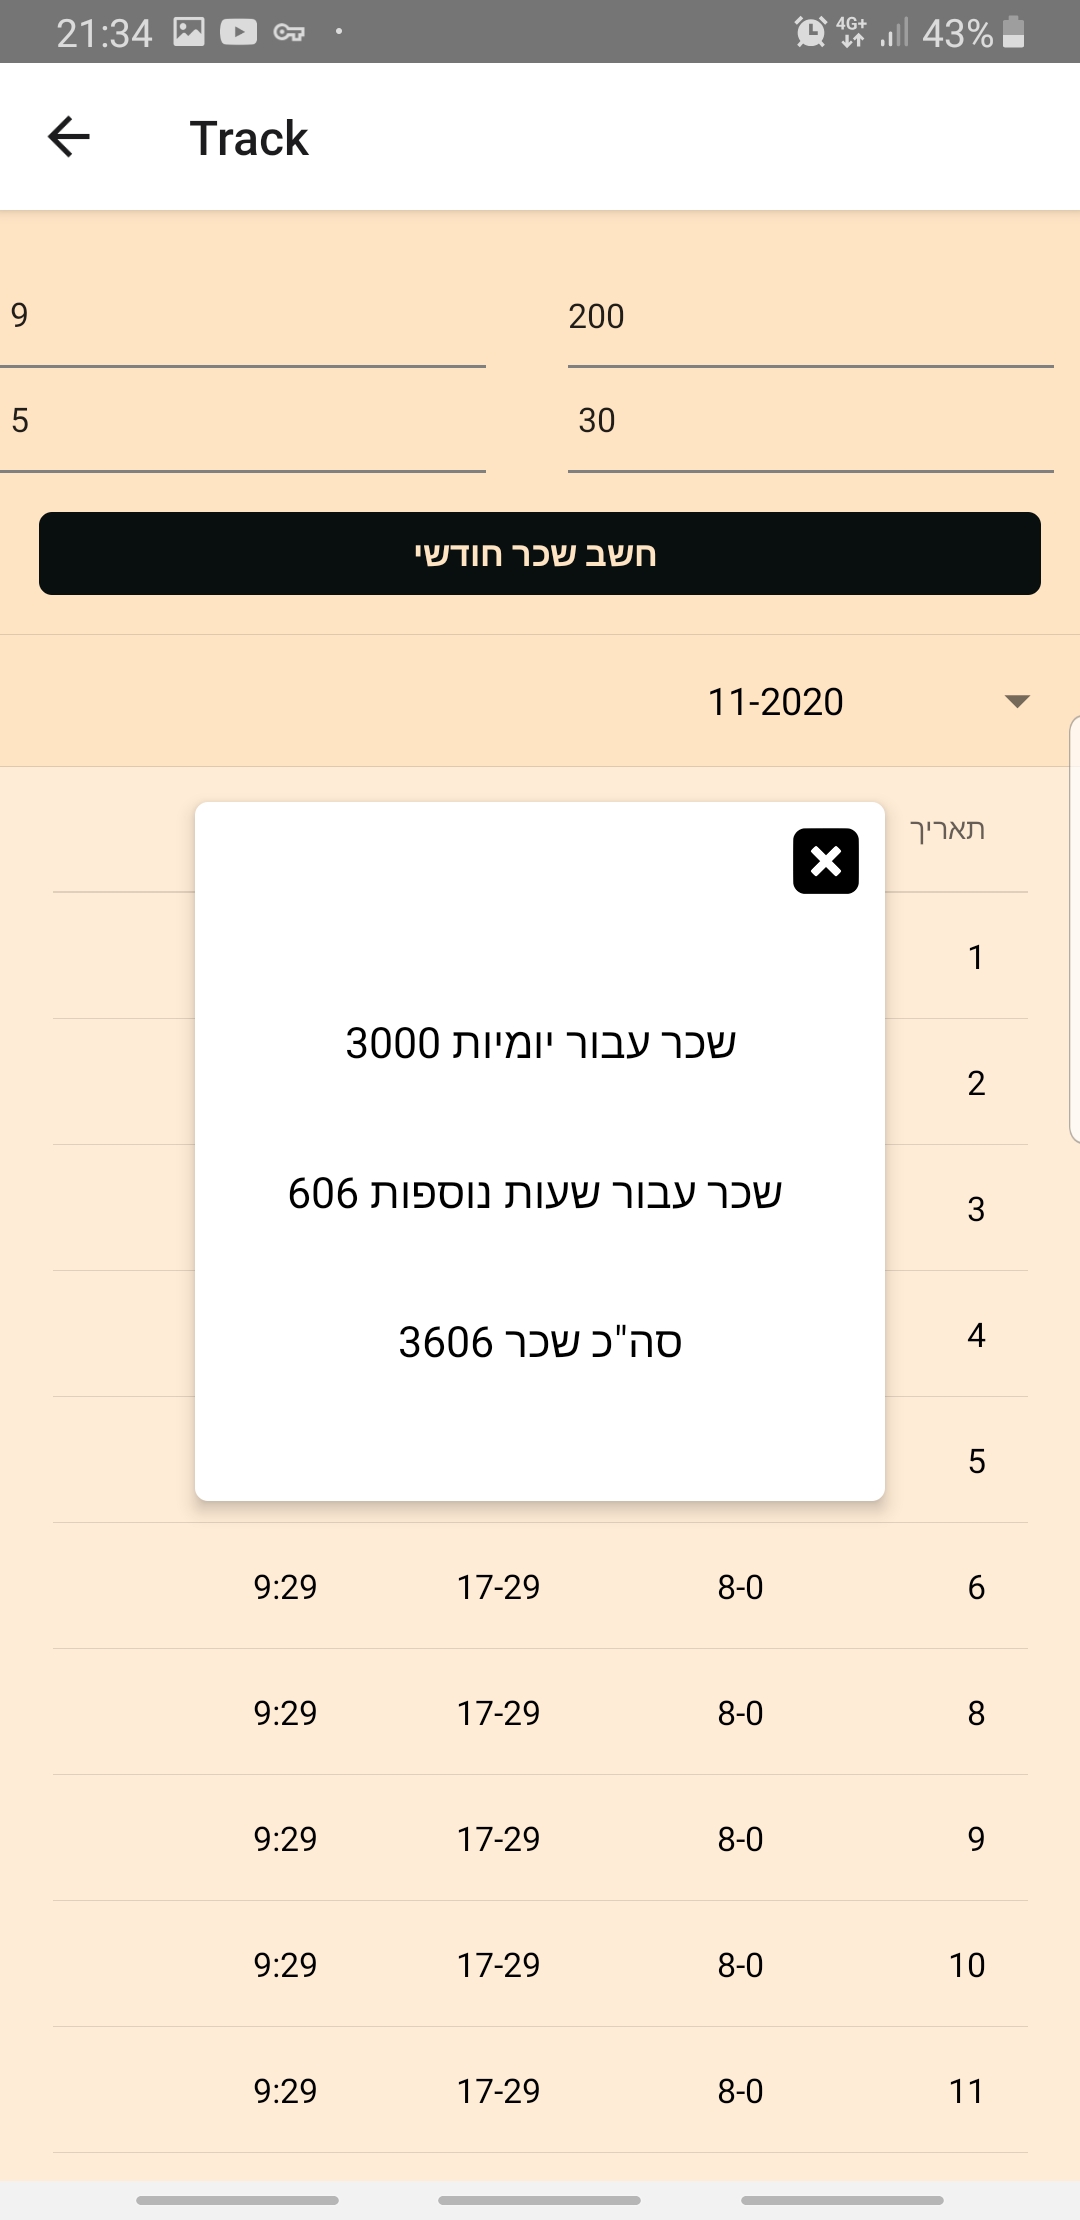 21:34 4G+ 43%
Track
9 200
5 30
חשב שכר חודשי
11-2020
תאריך
1
שכר עבור יומיות 3000
2
שכר עבור שעות נוספות 606
3
סה"כ שכר 3606
4
5
6 8-0 17-29 9:29
8 8-0 17-29 9:29
9 8-0 17-29 9:29
10 8-0 17-29 9:29
11 8-0 17-29 9:29